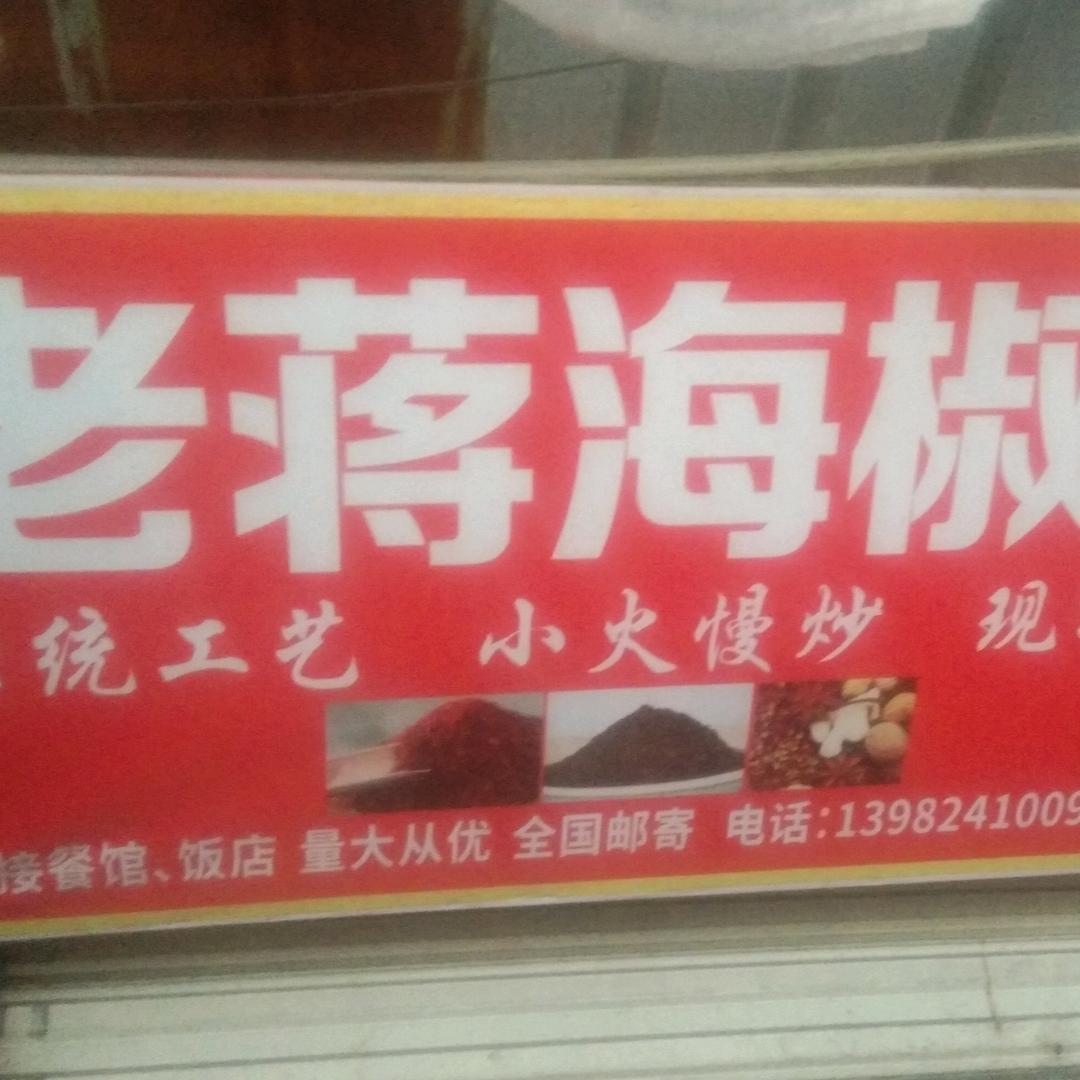 老蒋海椒
统工艺 小火慢炒 现
接餐馆、饭店 量大从优 全国邮寄 电话:1398241009